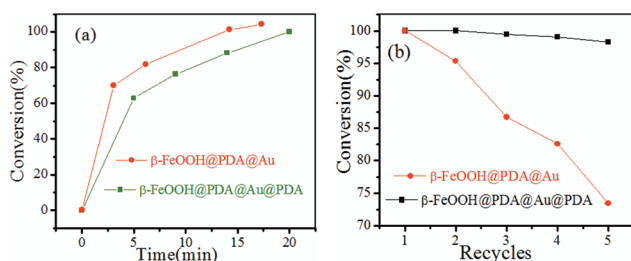 (a)
Conversion(%)
100
80
60
40
20
0
β-FeOOH@PDA@Au
β-FeOOH@PDA@Au@PDA
0 5 10 15 20
Time(min)
(b)
Conversion(%)
100
95
90
85
80
75
70
β-FeOOH@PDA@Au
β-FeOOH@PDA@Au@PDA
1 2 3 4 5
Recycles